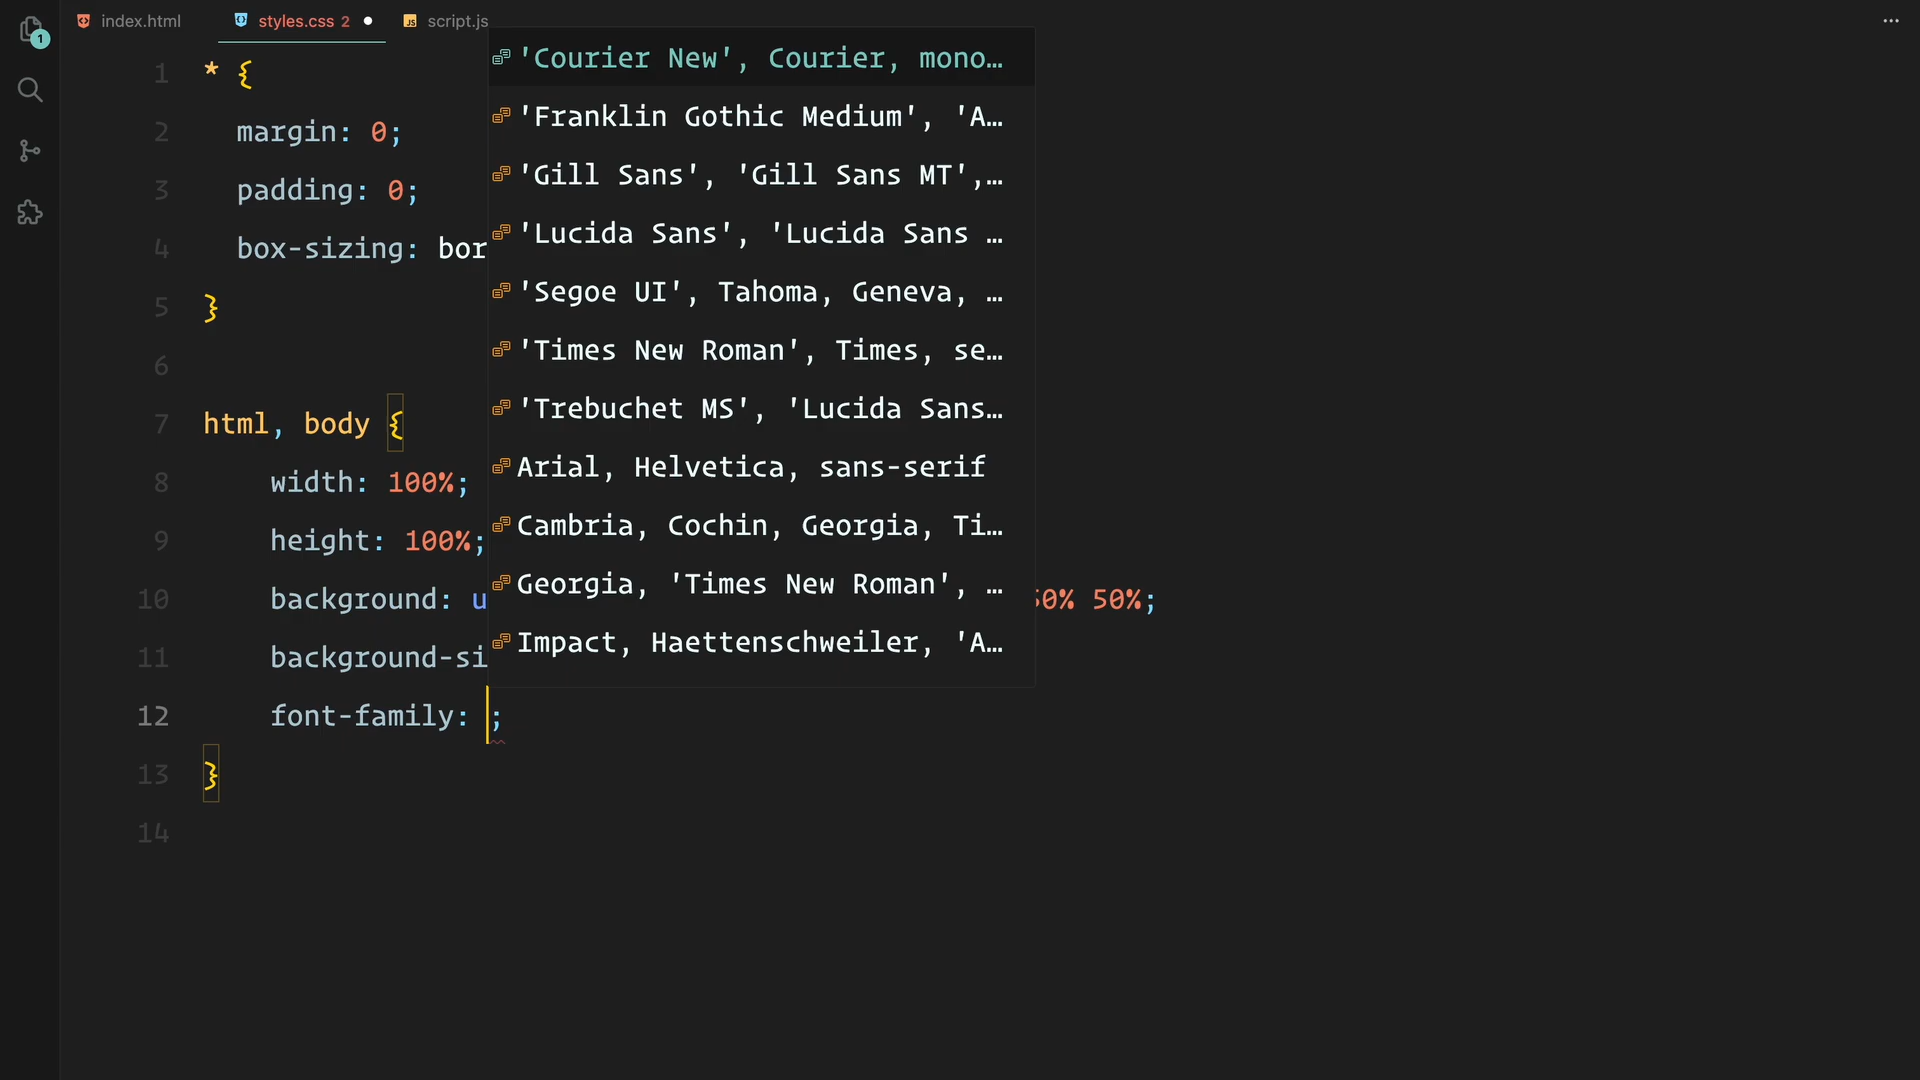 index.html
styles.css 2
script.js
1
1 * {
2 margin: 0;
3 padding: 0;
4 box-sizing: bor
5 }
6
7 html, body {
8 width: 100%;
9 height: 100%;
10 background: u 50% 50%;
11 background-si
12 font-family: ;
13 }
14
'Courier New', Courier, mono…
'Franklin Gothic Medium', 'A…
'Gill Sans', 'Gill Sans MT',…
'Lucida Sans', 'Lucida Sans …
'Segoe UI', Tahoma, Geneva, …
'Times New Roman', Times, se…
'Trebuchet MS', 'Lucida Sans…
Arial, Helvetica, sans-serif
Cambria, Cochin, Georgia, Ti…
Georgia, 'Times New Roman', …
Impact, Haettenschweiler, 'A…